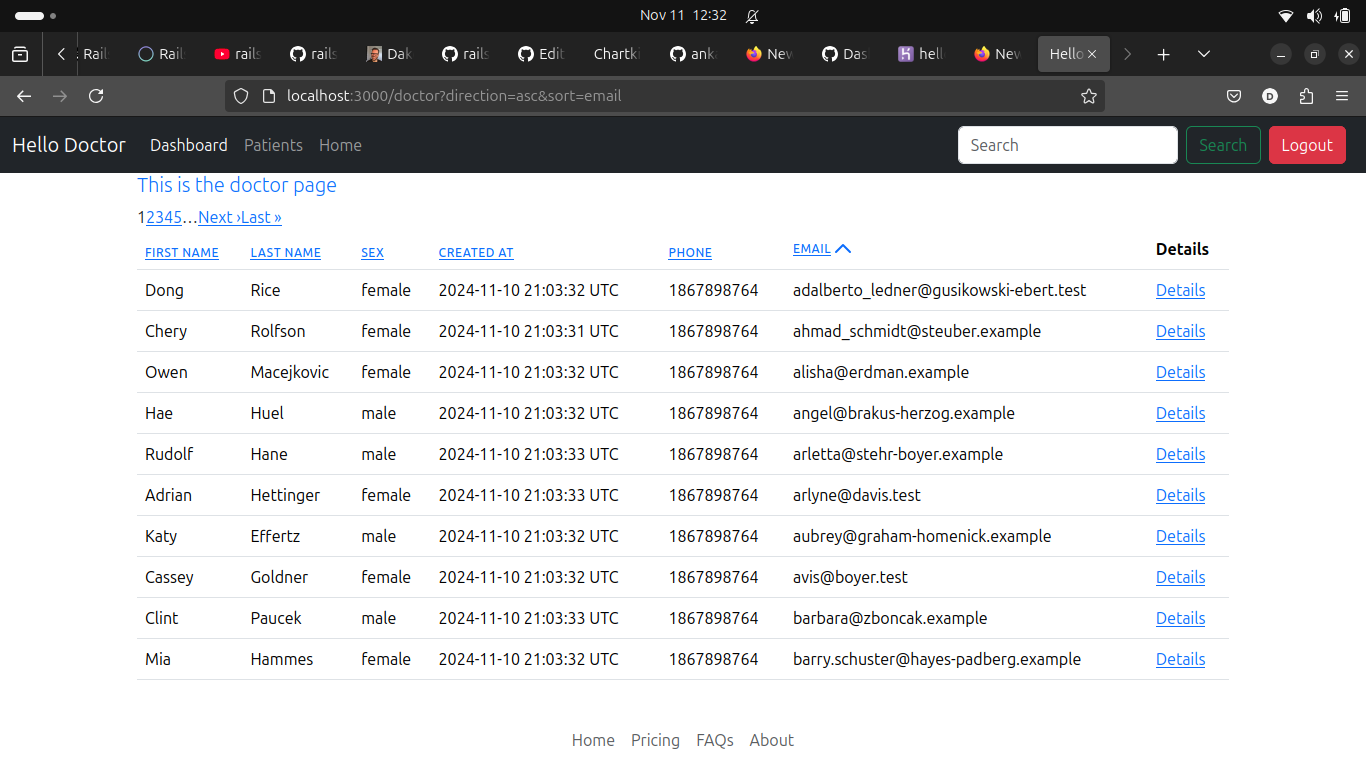 Nov 11 12:32
Rails Rails rails rails Dak rails Edit Chartki ank New Das hell New Hello
localhost:3000/doctor?direction=asc&sort=email D
Hello Doctor Dashboard Patients Home Search Search Logout
This is the doctor page
12345…Next ›Last »
FIRST NAME LAST NAME SEX CREATED AT PHONE EMAIL Details
Dong Rice female 2024-11-10 21:03:32 UTC 1867898764 adalberto_ledner@gusikowski-ebert.test Details
Chery Rolfson female 2024-11-10 21:03:31 UTC 1867898764 ahmad_schmidt@steuber.example Details
Owen Macejkovic female 2024-11-10 21:03:32 UTC 1867898764 alisha@erdman.example Details
Hae Huel male 2024-11-10 21:03:32 UTC 1867898764 angel@brakus-herzog.example Details
Rudolf Hane male 2024-11-10 21:03:33 UTC 1867898764 arletta@stehr-boyer.example Details
Adrian Hettinger female 2024-11-10 21:03:33 UTC 1867898764 arlyne@davis.test Details
Katy Effertz male 2024-11-10 21:03:32 UTC 1867898764 aubrey@graham-homenick.example Details
Cassey Goldner female 2024-11-10 21:03:32 UTC 1867898764 avis@boyer.test Details
Clint Paucek male 2024-11-10 21:03:33 UTC 1867898764 barbara@zboncak.example Details
Mia Hammes female 2024-11-10 21:03:32 UTC 1867898764 barry.schuster@hayes-padberg.example Details
Home Pricing FAQs About